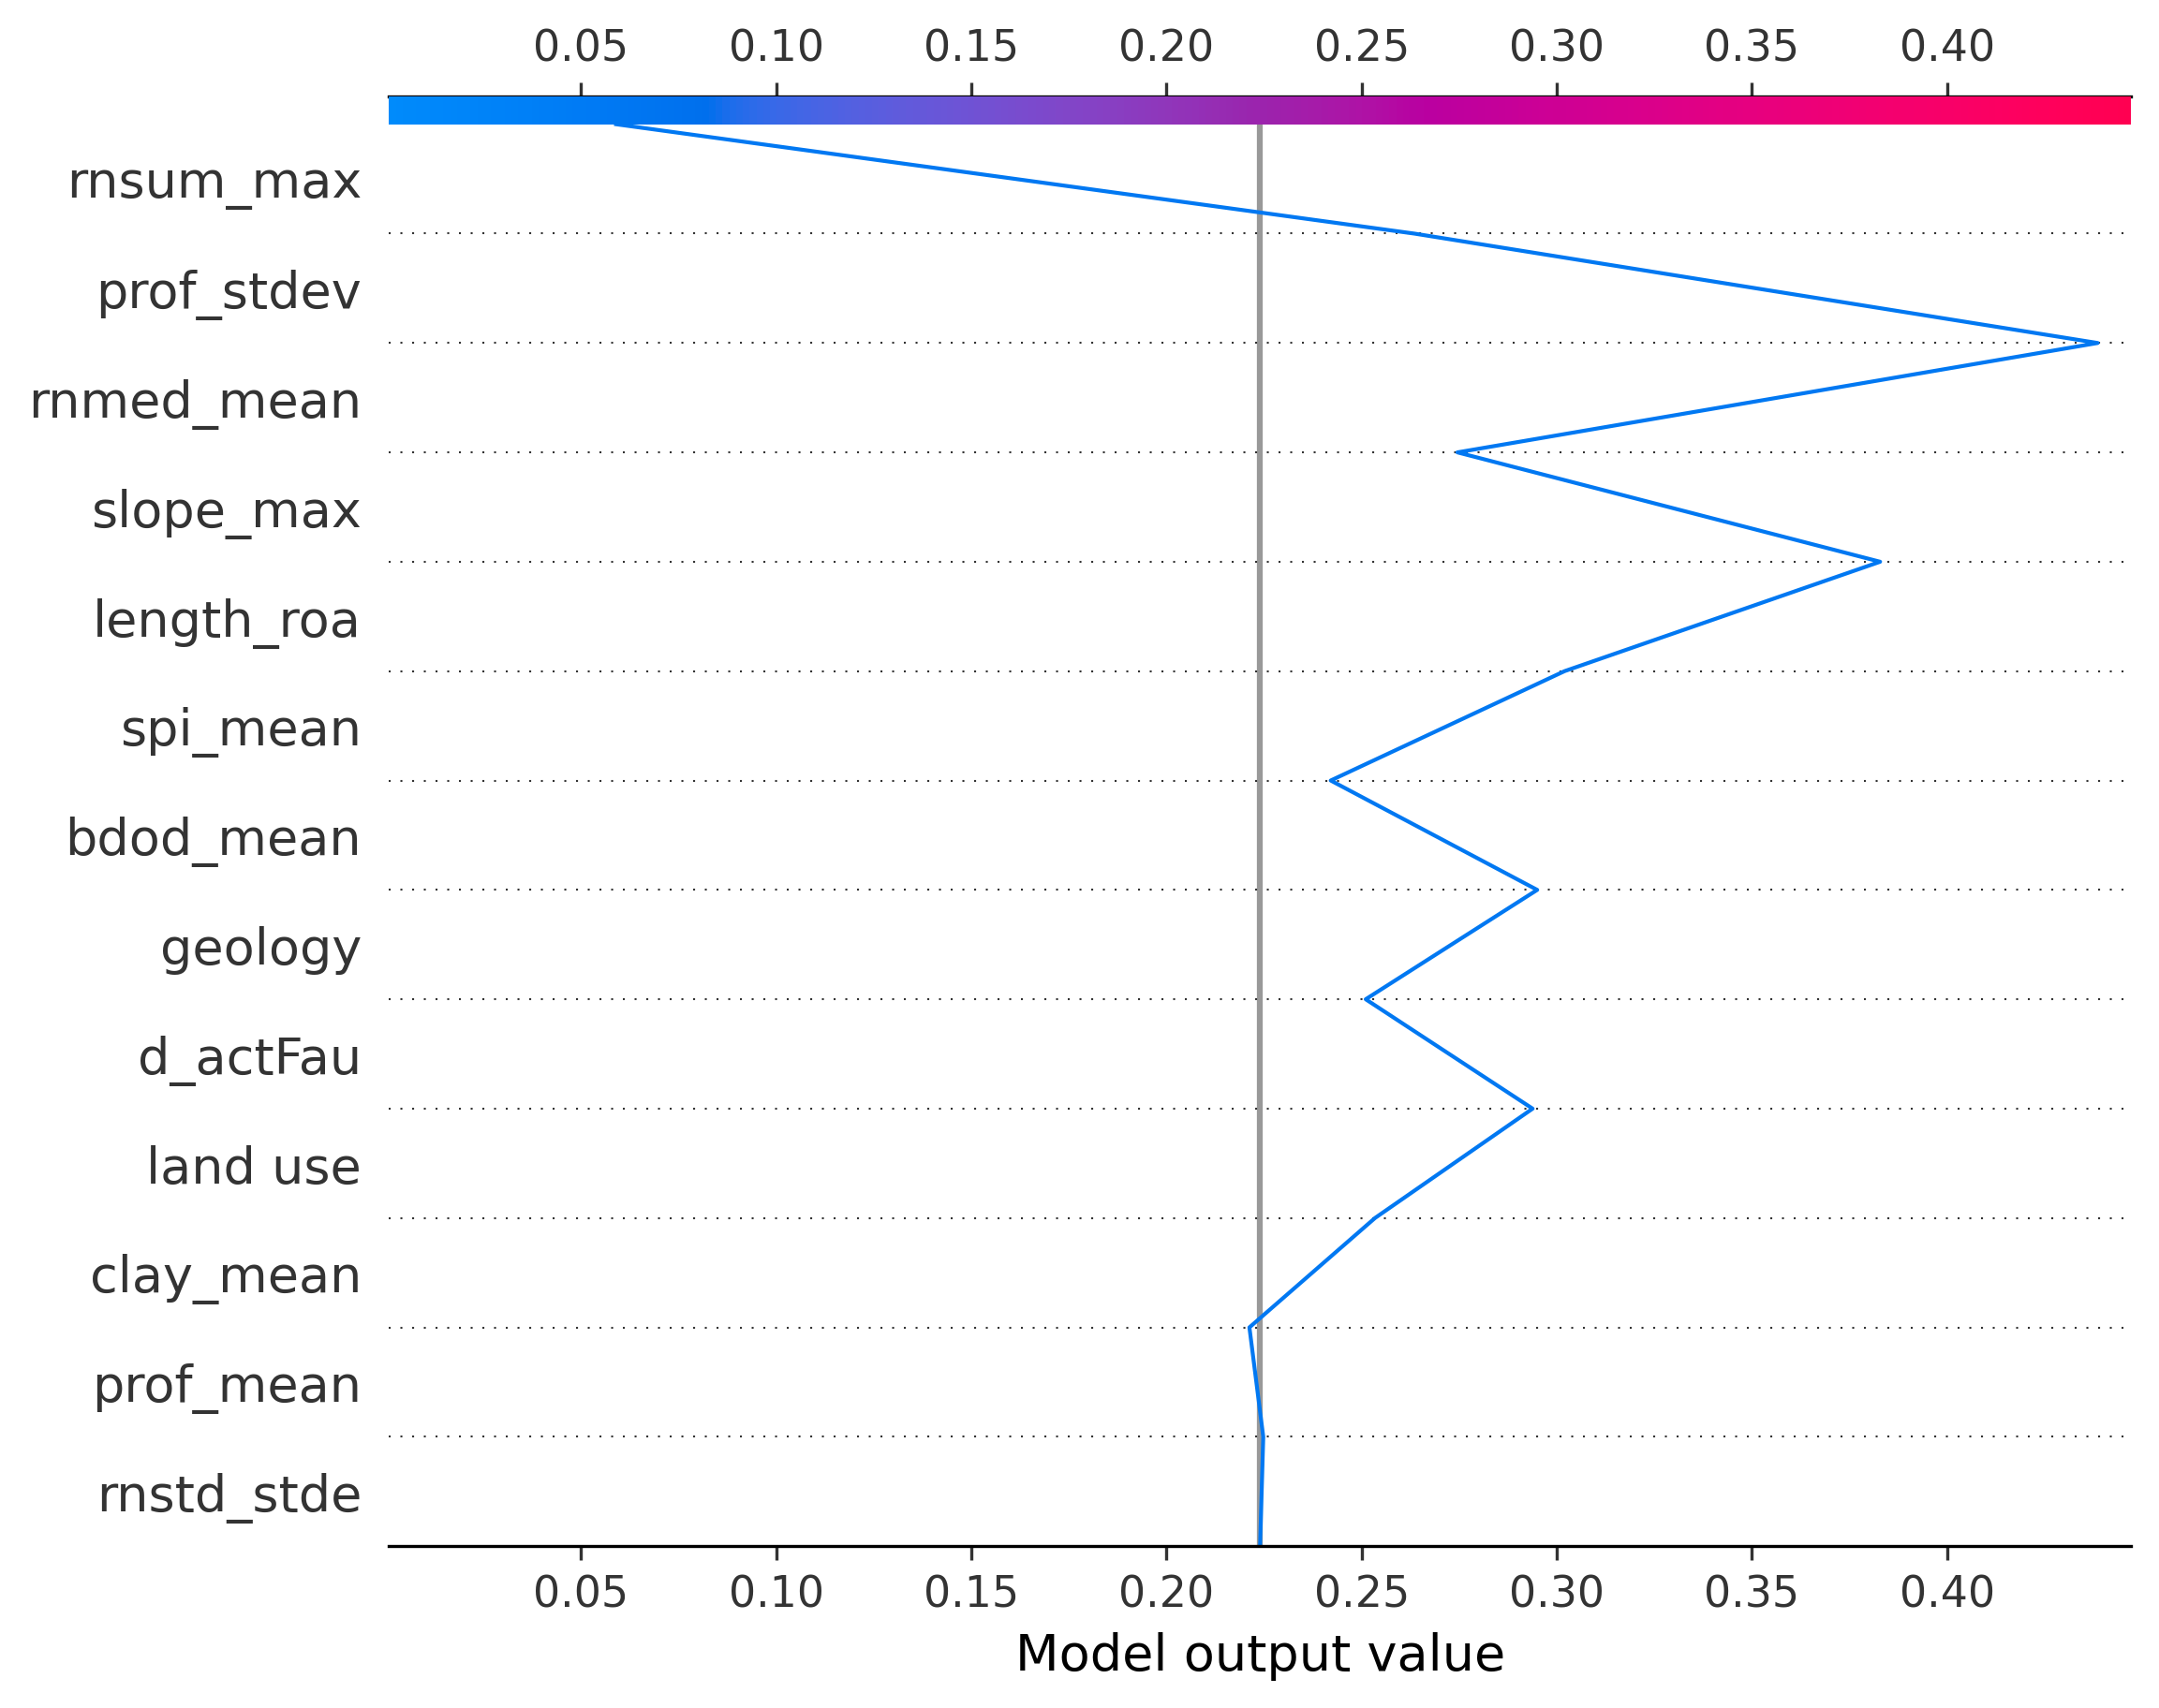 0.05 0.10 0.15 0.20 0.25 0.30 0.35 0.40
rnsum_max
prof_stdev
rnmed_mean
slope_max
length_roa
spi_mean
bdod_mean
geology
d_actFau
land use
clay_mean
prof_mean
rnstd_stde
0.05 0.10 0.15 0.20 0.25 0.30 0.35 0.40
Model output value